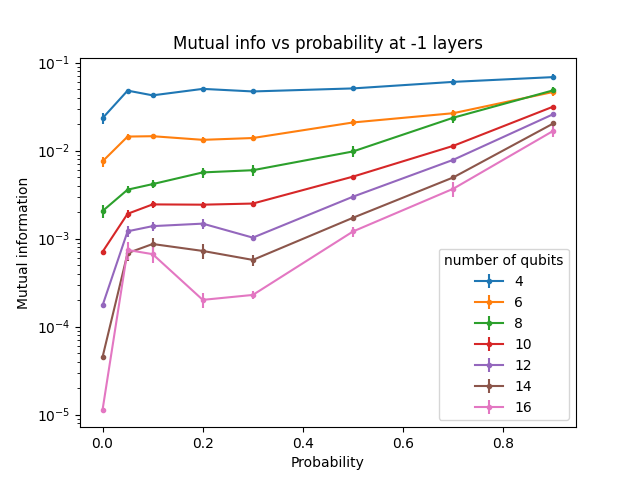 Mutual info vs probability at -1 layers
Mutual information
10⁻¹
10⁻²
10⁻³
10⁻⁴
10⁻⁵
number of qubits
4
6
8
10
12
14
16
0.0 0.2 0.4 0.6 0.8
Probability